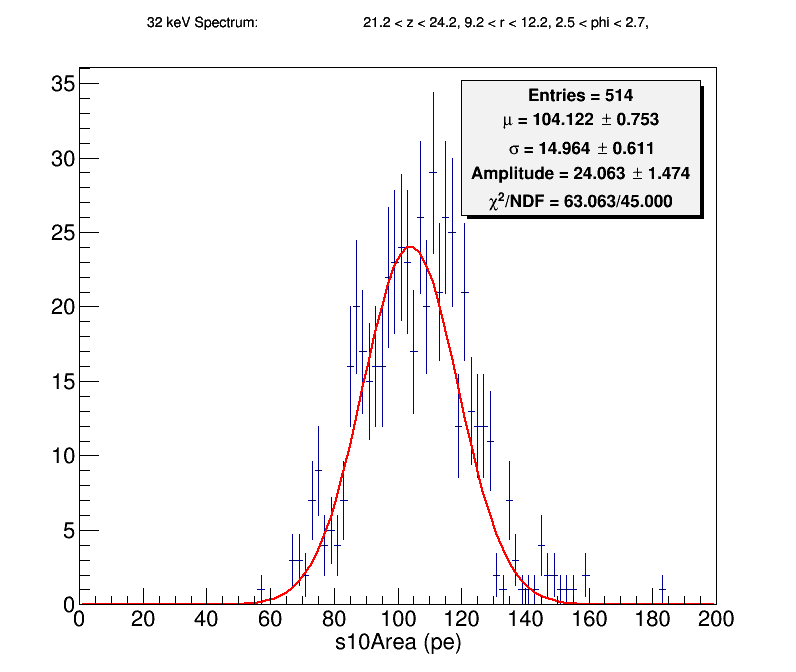 32 keV Spectrum: 21.2 < z < 24.2, 9.2 < r < 12.2, 2.5 < phi < 2.7,
Entries = 514
μ = 104.122 ± 0.753
σ = 14.964 ± 0.611
Amplitude = 24.063 ± 1.474
χ²/NDF = 63.063/45.000
35
30
25
20
15
10
5
0
0 20 40 60 80 100 120 140 160 180 200
s10Area (pe)